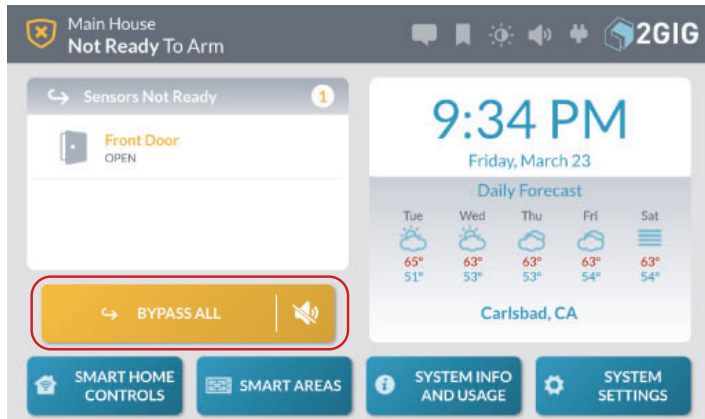 Main House
Not Ready To Arm
2GIG
Sensors Not Ready
1
Front Door
OPEN
BYPASS ALL
9:34 PM
Friday, March 23
Daily Forecast
Tue Wed Thu Fri Sat
65° 63° 63° 63° 63°
51° 53° 53° 54° 54°
Carlsbad, CA
SMART HOME
CONTROLS
SMART AREAS
SYSTEM INFO
AND USAGE
SYSTEM
SETTINGS